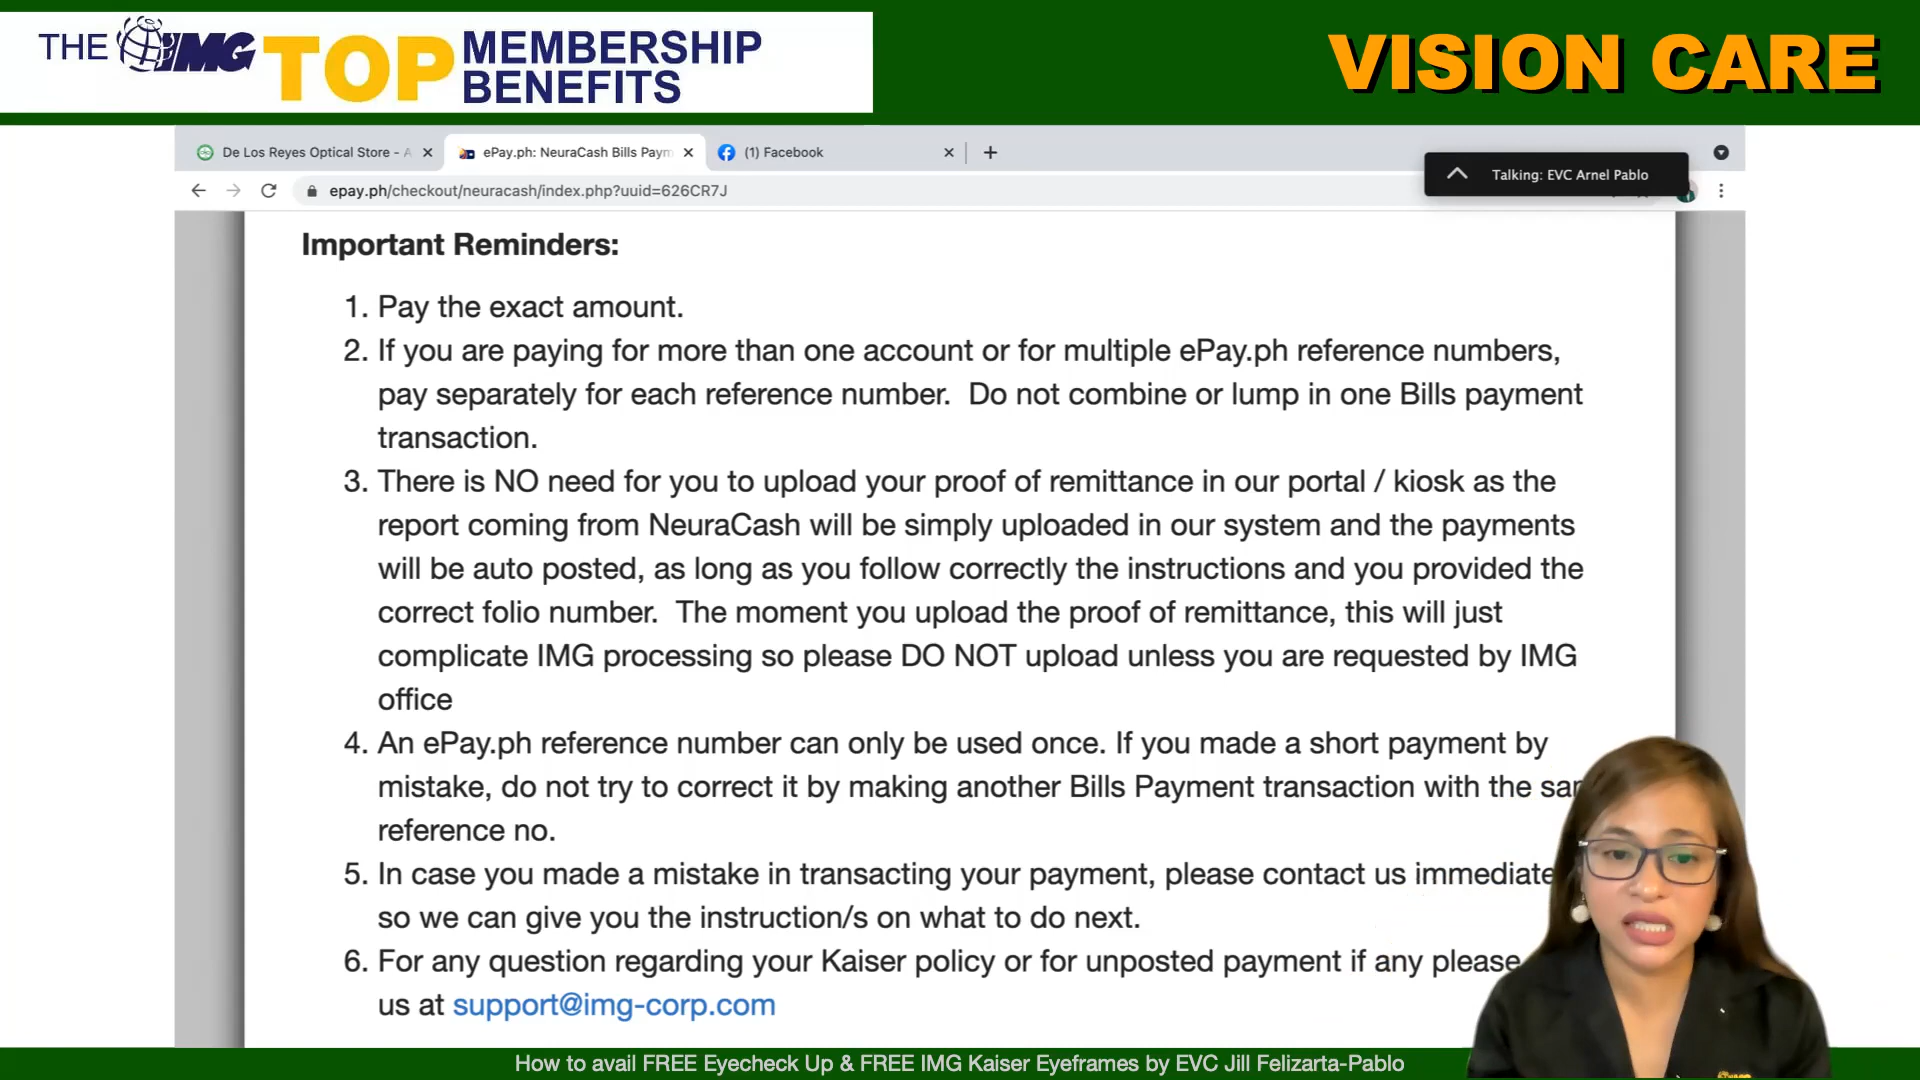 THE IMG TOP MEMBERSHIP BENEFITS
VISION CARE
De Los Reyes Optical Store - A
ePay.ph: NeuraCash Bills Paym
(1) Facebook
Talking: EVC Arnel Pablo
epay.ph/checkout/neuracash/index.php?uuid=626CR7J
Important Reminders:
1. Pay the exact amount.
2. If you are paying for more than one account or for multiple ePay.ph reference numbers,
pay separately for each reference number.  Do not combine or lump in one Bills payment
transaction.
3. There is NO need for you to upload your proof of remittance in our portal / kiosk as the
report coming from NeuraCash will be simply uploaded in our system and the payments
will be auto posted, as long as you follow correctly the instructions and you provided the
correct folio number.  The moment you upload the proof of remittance, this will just
complicate IMG processing so please DO NOT upload unless you are requested by IMG
office
4. An ePay.ph reference number can only be used once. If you made a short payment by
mistake, do not try to correct it by making another Bills Payment transaction with the
reference no.
5. In case you made a mistake in transacting your payment, please contact us immediate
so we can give you the instruction/s on what to do next.
6. For any question regarding your Kaiser policy or for unposted payment if any please
us at support@img-corp.com
How to avail FREE Eyecheck Up & FREE IMG Kaiser Eyeframes by EVC Jill Felizarta-Pablo